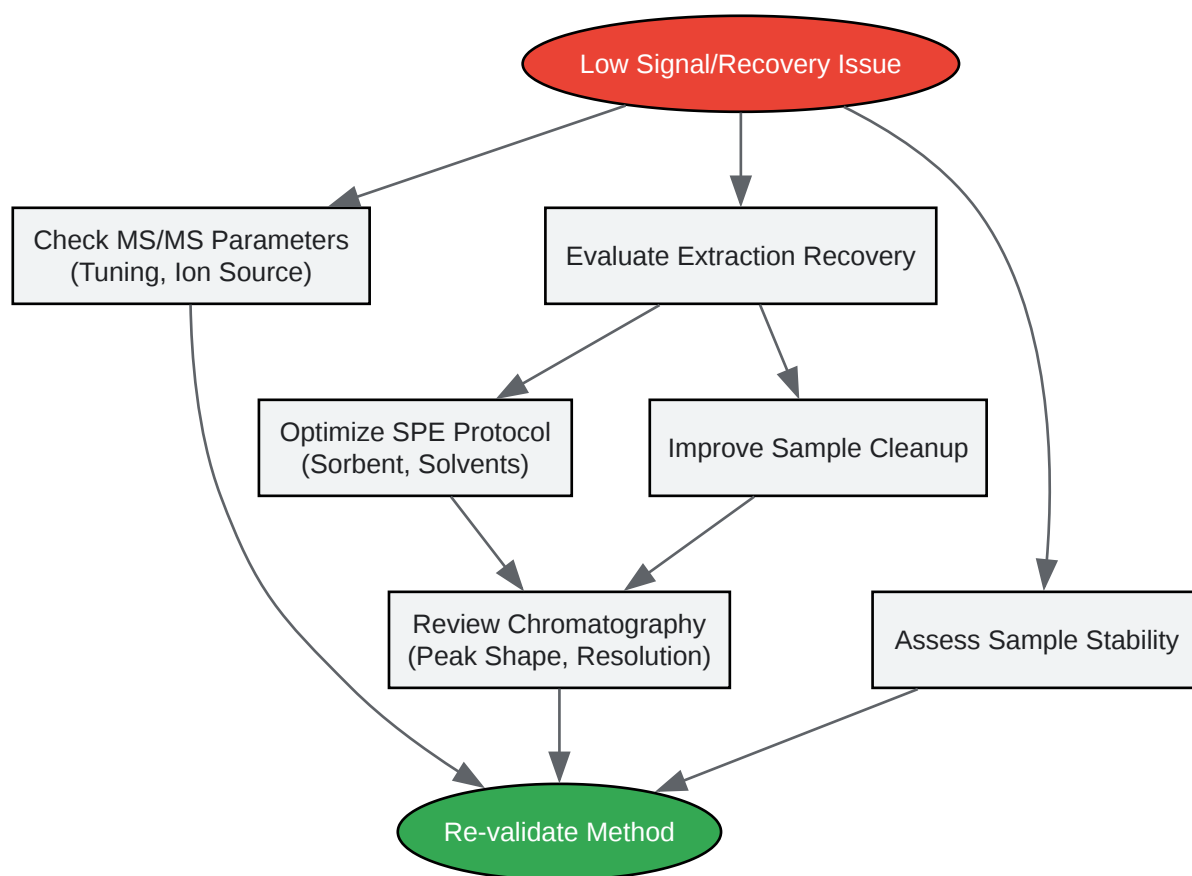 Low Signal/Recovery Issue
Check MS/MS Parameters
(Tuning, Ion Source)
Evaluate Extraction Recovery
Optimize SPE Protocol
(Sorbent, Solvents)
Improve Sample Cleanup
Review Chromatography
(Peak Shape, Resolution)
Assess Sample Stability
Re-validate Method